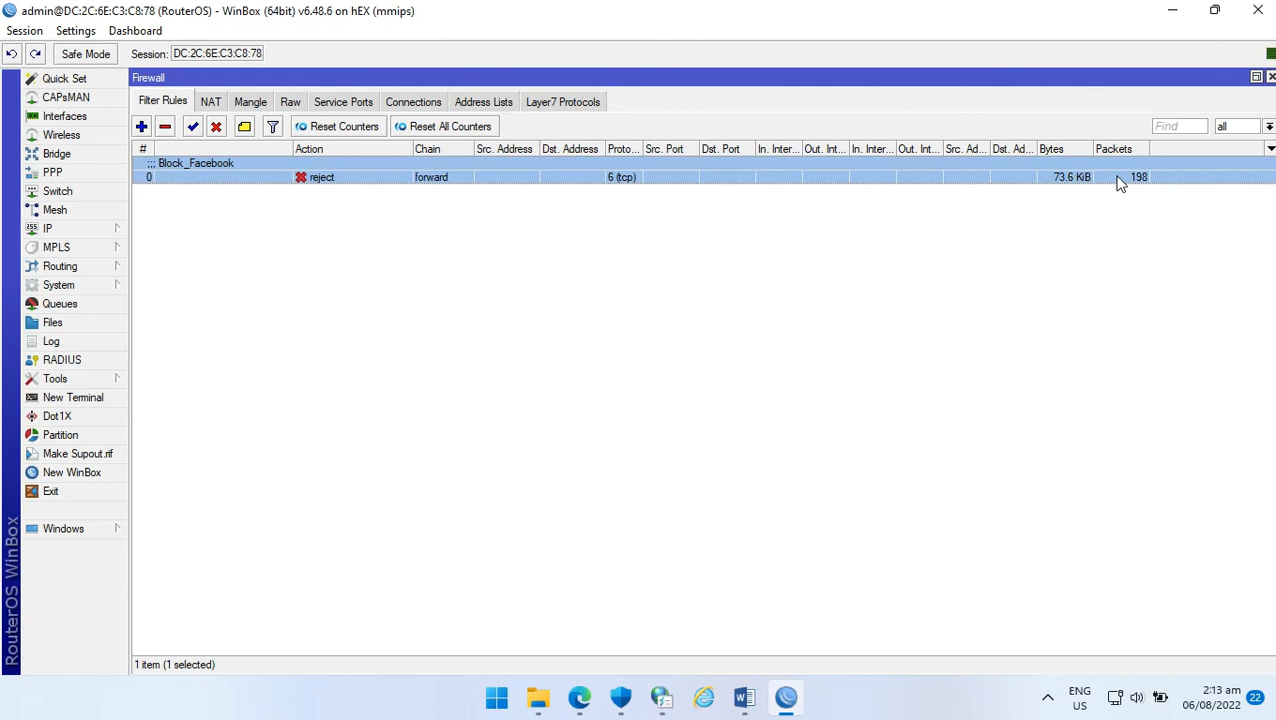 admin@DC:2C:6E:C3:C8:78 (RouterOS) - WinBox (64bit) v6.48.6 on hEX (mmips)
Session Settings Dashboard
Safe Mode Session: DC:2C:6E:C3:C8:78
Firewall
Filter Rules NAT Mangle Raw Service Ports Connections Address Lists Layer7 Protocols
Reset Counters Reset All Counters Find all
# Action Chain Src. Address Dst. Address Proto... Src. Port Dst. Port In. Inter... Out. Int... In. Inter... Out. Int... Src. Ad... Dst. Ad... Bytes Packets
;;; Block_Facebook
0 reject forward 6 (tcp) 73.6 KiB 198
Quick Set
CAPsMAN
Interfaces
Wireless
Bridge
PPP
Switch
Mesh
IP
MPLS
Routing
System
Queues
Files
Log
RADIUS
Tools
New Terminal
Dot1X
Partition
Make Supout.rif
New WinBox
Exit
Windows
RouterOS WinBox
1 item (1 selected)
ENG
US
2:13 am
06/08/2022
22